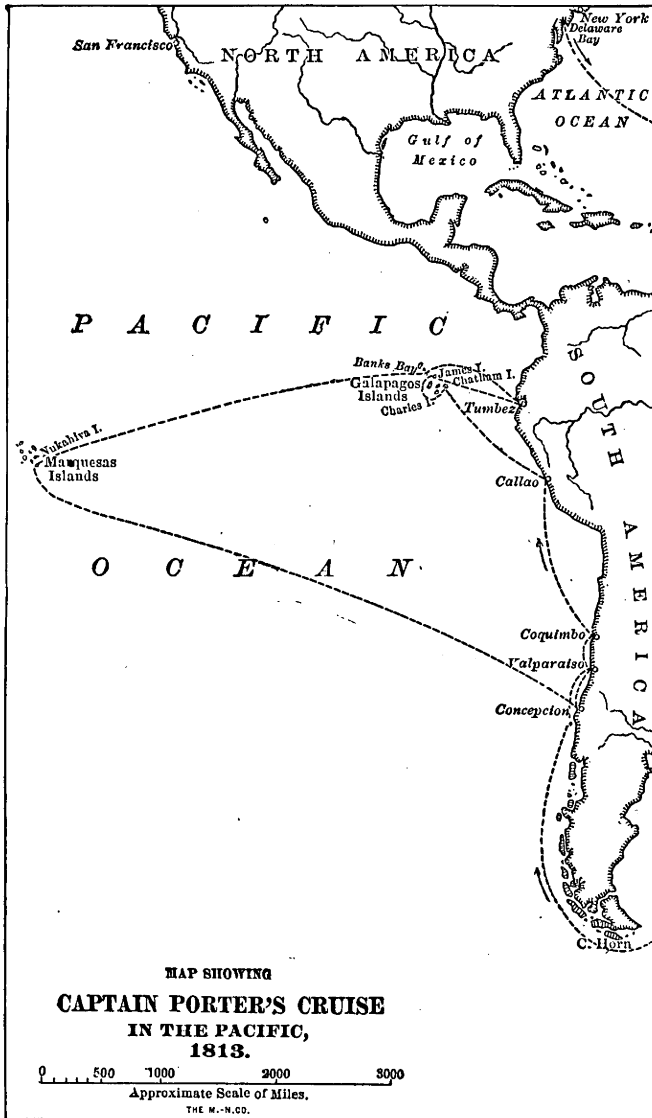 New York
Delaware
Bay
San Francisco
NORTH AMERICA
ATLANTIC
OCEAN
Gulf of
Mexico
PACIFIC
Banks Bay
James I.
Chatham I.
Galapagos
Islands
Charles I.
Tumbez
SOUTH AMERICA
Nukahiva I.
Marquesas
Islands
Callao
OCEAN
Coquimbo
Valparaiso
Concepcion
C. Horn
MAP SHOWING
CAPTAIN PORTER'S CRUISE
IN THE PACIFIC,
1813.
0 500 1000 2000 3000
Approximate Scale of Miles.
THE M.-N.CO.